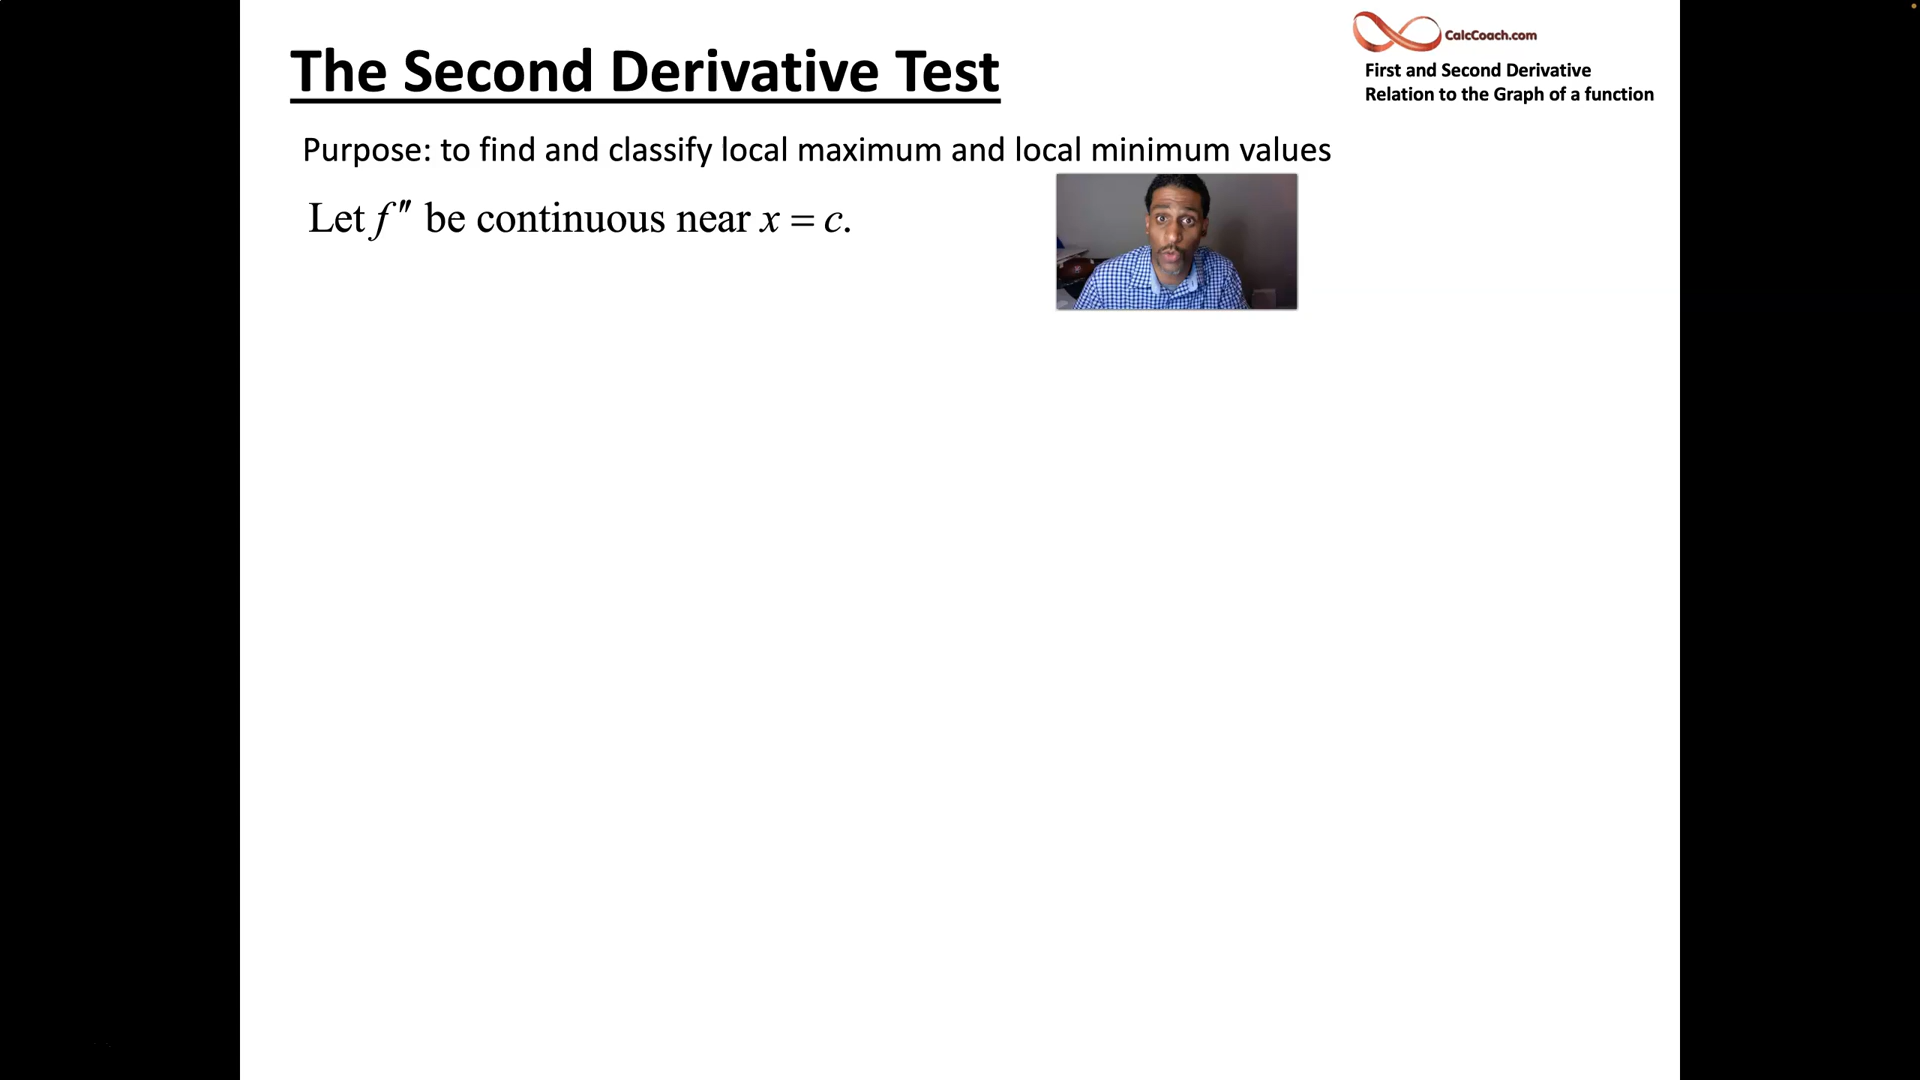 The Second Derivative Test
CalcCoach.com
First and Second Derivative
Relation to the Graph of a function
Purpose: to find and classify local maximum and local minimum values
Let f″ be continuous near x = c.